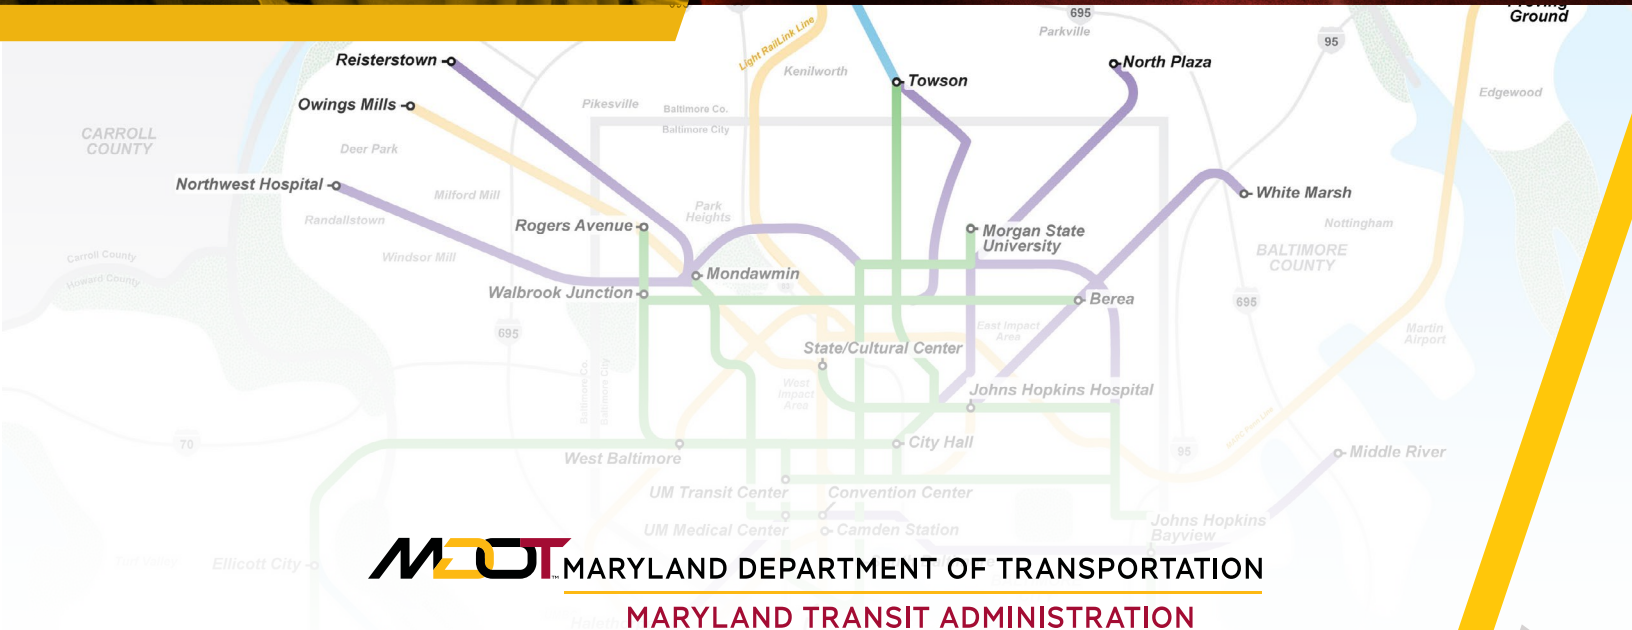 695
Parkville
Ground
95
Light RailLink Line
Reisterstown
Kenilworth
Towson
North Plaza
Owings Mills
Pikesville
Baltimore Co.
Baltimore City
Edgewood
CARROLL
COUNTY
Deer Park
Northwest Hospital
Milford Mill
White Marsh
Randallstown
Park
Heights
Rogers Avenue
Morgan State
University
Nottingham
BALTIMORE
COUNTY
Carroll County
Howard County
Windsor Mill
Mondawmin
Walbrook Junction
Berea
695
695
East Impact
Area
Martin
Airport
State/Cultural Center
Baltimore Co.
Baltimore City
West
Impact
Area
Johns Hopkins Hospital
70
City Hall
West Baltimore
95
Middle River
UM Transit Center
Convention Center
UM Medical Center
Camden Station
Johns Hopkins
Bayview
Ellicott City
MDOT
MARYLAND DEPARTMENT OF TRANSPORTATION
MARYLAND TRANSIT ADMINISTRATION